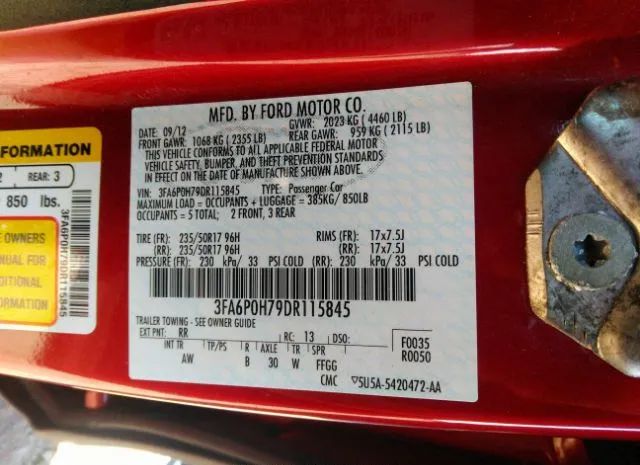 FORMATION
2 REAR: 3
850 lbs.
E OWNERS
NUAL FOR
DITIONAL
RMATION
3FA6P0H79DR115845
MFD. BY FORD MOTOR CO.
DATE: 09/12 GVWR: 2023 KG ( 4460 LB)
FRONT GAWR: 1068 KG ( 2355 LB) REAR GAWR: 959 KG ( 2115 LB)
THIS VEHICLE CONFORMS TO ALL APPLICABLE FEDERAL MOTOR
VEHICLE SAFETY, BUMPER, AND THEFT PREVENTION STANDARDS
IN EFFECT ON THE DATE OF MANUFACTURE SHOWN ABOVE.
VIN: 3FA6P0H79DR115845 TYPE: Passenger Car
MAXIMUM LOAD = OCCUPANTS + LUGGAGE = 385KG / 850LB
OCCUPANTS = 5 TOTAL; 2 FRONT, 3 REAR
TIRE (FR): 235/50R17 96H RIMS (FR): 17x7.5J
(RR): 235/50R17 96H (RR): 17x7.5J
PRESSURE (FR): 230 kPa/ 33 PSI COLD (RR): 230 kPa/ 33 PSI COLD
3FA6P0H79DR115845
TRAILER TOWING - SEE OWNER GUIDE
EXT PNT: RR RC: 13 DSO: F0035
R0050
INT TR TP/PS R AXLE TR SPR
AW B 30 W FFGG
CMC 5U5A-5420472-AA